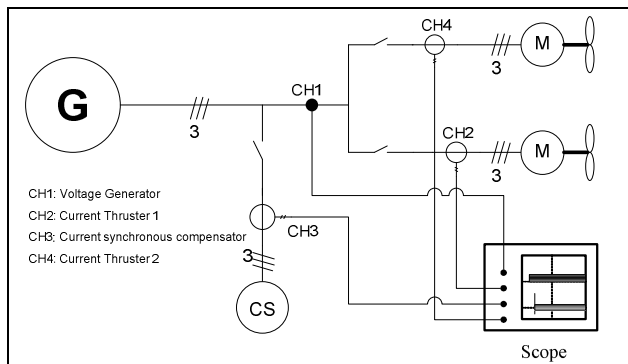 CH4
M
3
G
CH1
3
CH2
M
3
CH1: Voltage Generator
CH2: Current Thruster 1
CH3; Current synchronous compensator
CH4: Current Thruster 2
CH3
3
CS
Scope